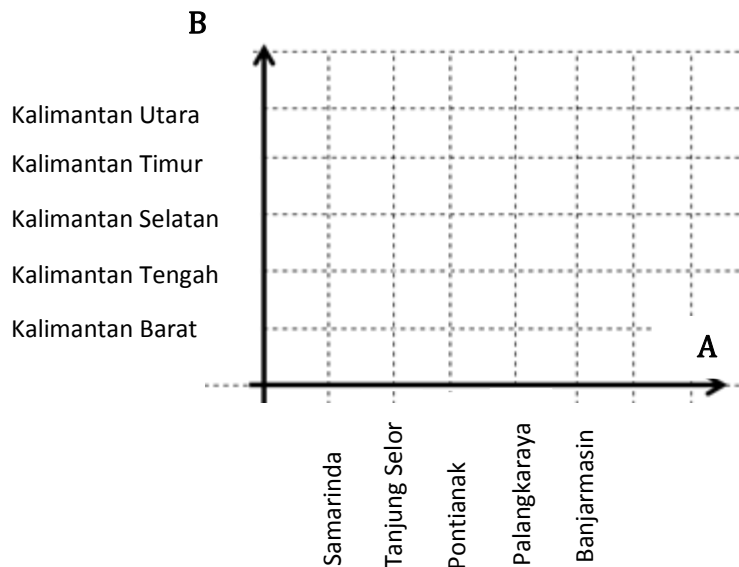 B
Kalimantan Utara
Kalimantan Timur
Kalimantan Selatan
Kalimantan Tengah
Kalimantan Barat
A
Samarinda
Tanjung Selor
Pontianak
Palangkaraya
Banjarmasin